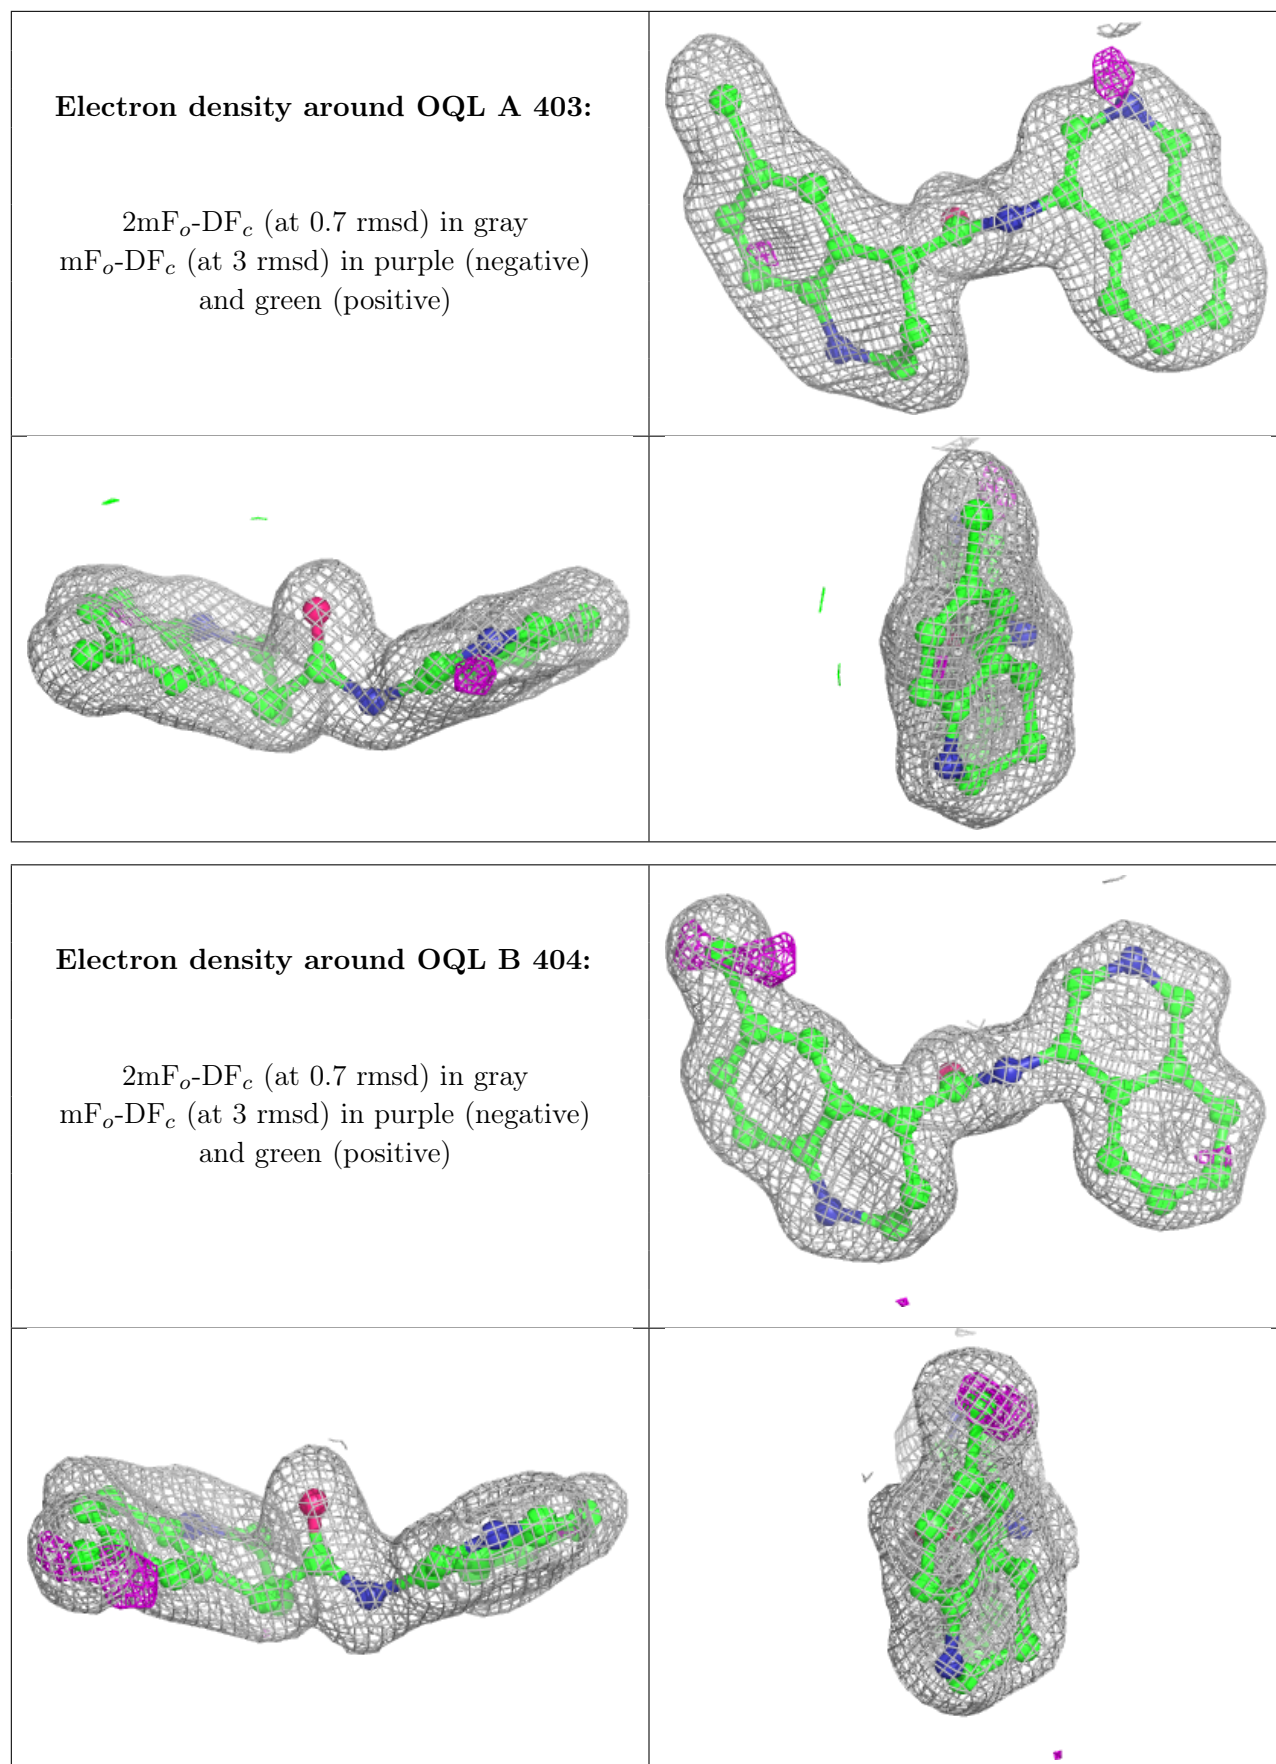 Electron density around OQL A 403:
2mFo-DFc (at 0.7 rmsd) in gray
mFo-DFc (at 3 rmsd) in purple (negative)
and green (positive)
Electron density around OQL B 404:
2mFo-DFc (at 0.7 rmsd) in gray
mFo-DFc (at 3 rmsd) in purple (negative)
and green (positive)